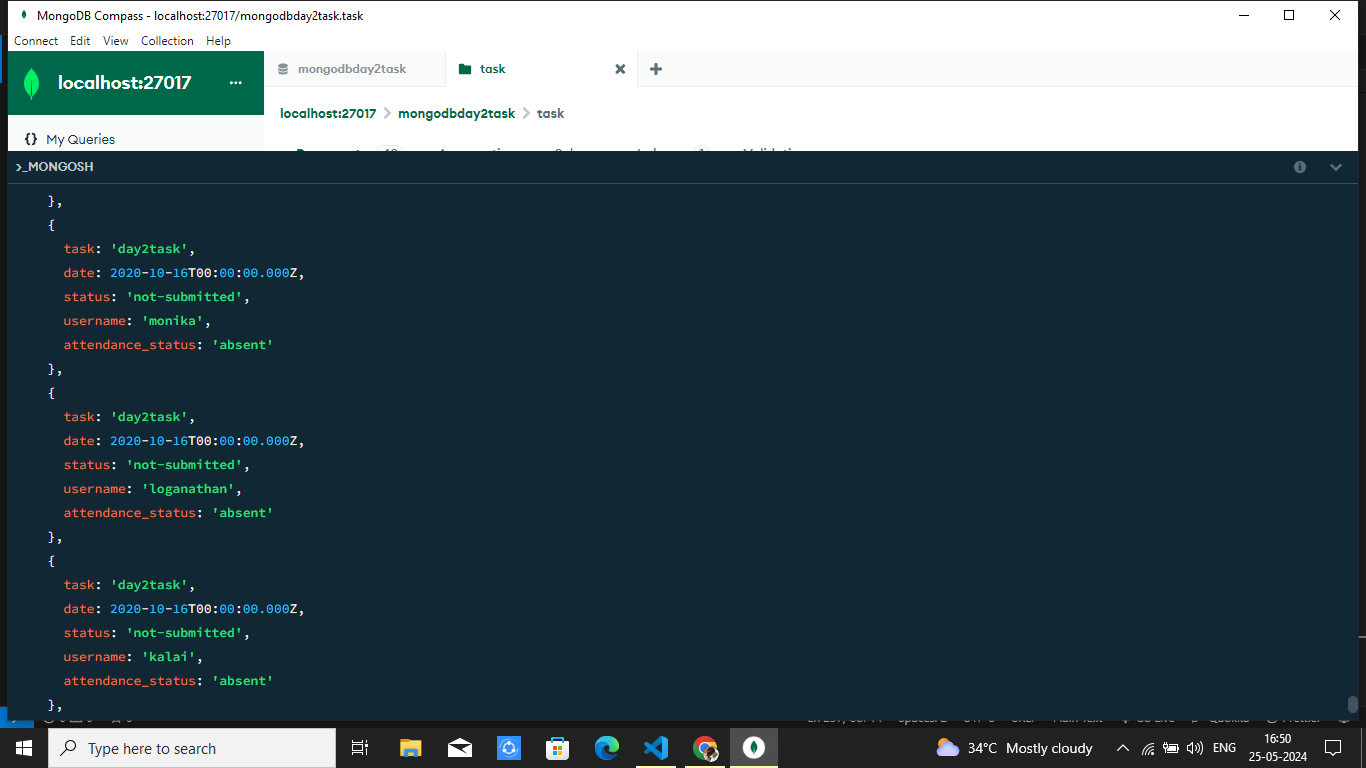 MongoDB Compass - localhost:27017/mongodbday2task.task
Connect Edit View Collection Help
localhost:27017 ...
mongodbday2task
task
localhost:27017 > mongodbday2task > task
{} My Queries
>_MONGOSH
},
{
task: 'day2task',
date: 2020-10-16T00:00:00.000Z,
status: 'not-submitted',
username: 'monika',
attendance_status: 'absent'
},
{
task: 'day2task',
date: 2020-10-16T00:00:00.000Z,
status: 'not-submitted',
username: 'loganathan',
attendance_status: 'absent'
},
{
task: 'day2task',
date: 2020-10-16T00:00:00.000Z,
status: 'not-submitted',
username: 'kalai',
attendance_status: 'absent'
},
Type here to search
34°C Mostly cloudy
ENG
16:50
25-05-2024